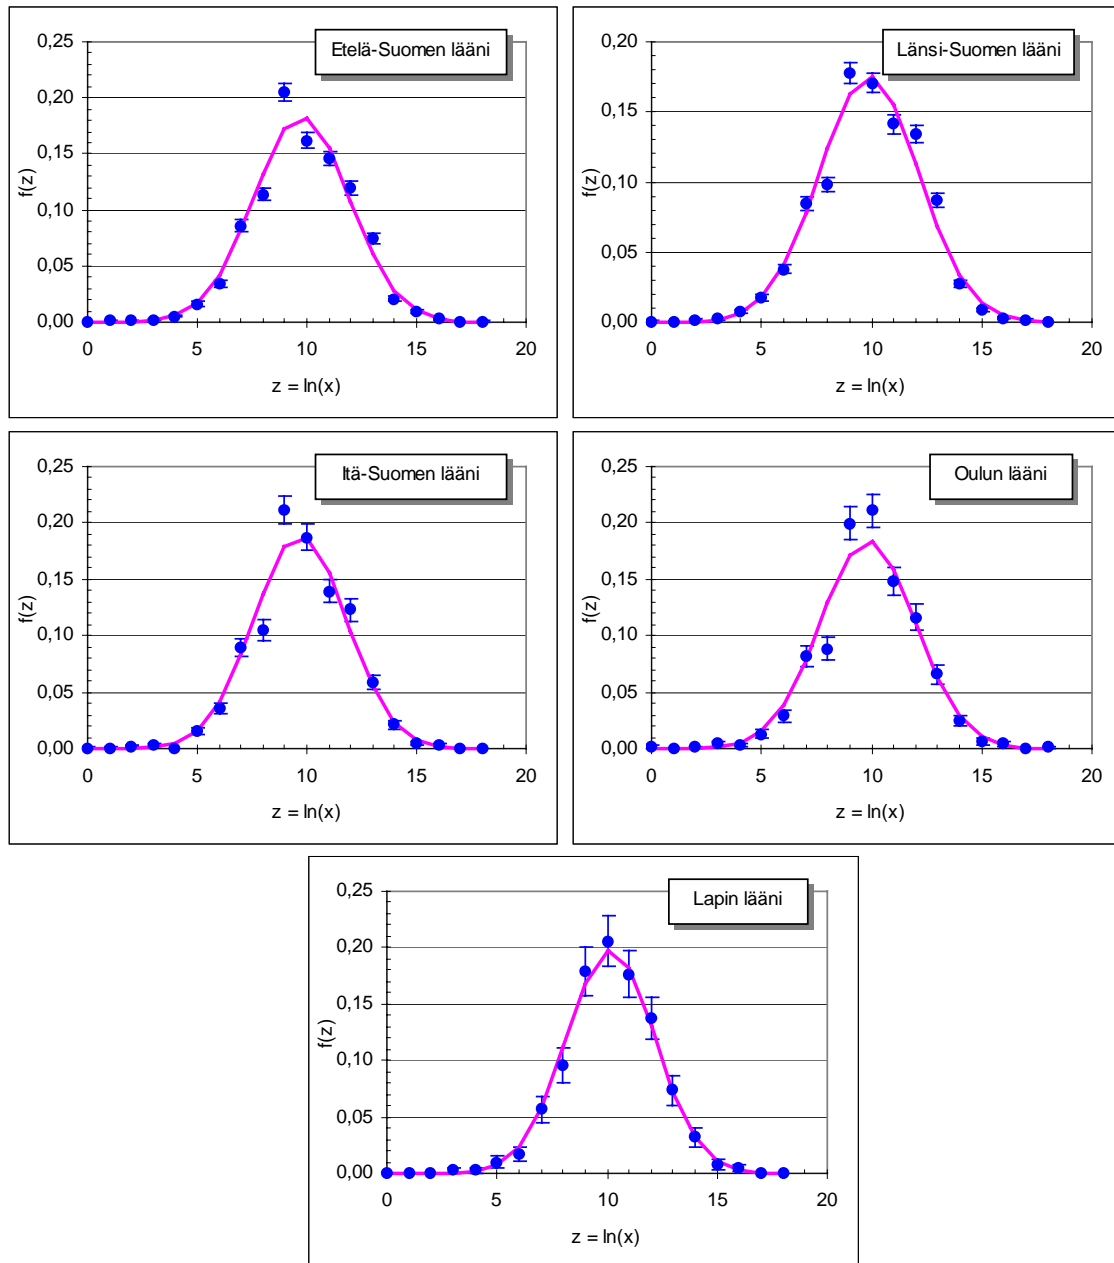 Etelä-Suomen lääni
0,25
0,20
0,15
0,10
0,05
0,00
f(z)
0 5 10 15 20
z = ln(x)
Länsi-Suomen lääni
0,20
0,15
0,10
0,05
0,00
f(z)
0 5 10 15 20
z = ln(x)
Itä-Suomen lääni
0,25
0,20
0,15
0,10
0,05
0,00
f(z)
0 5 10 15 20
z = ln(x)
Oulun lääni
0,25
0,20
0,15
0,10
0,05
0,00
f(z)
0 5 10 15 20
z = ln(x)
Lapin lääni
0,25
0,20
0,15
0,10
0,05
0,00
f(z)
0 5 10 15 20
z = ln(x)